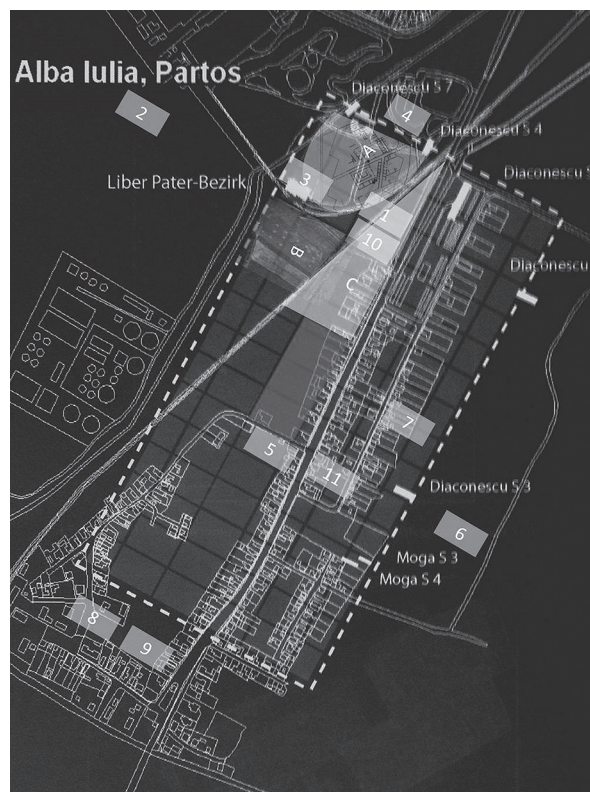 Alba Iulia, Partos
Diaconescu S 7
2
4
Diaconescu S 4
A
Diaconescu S
Liber Pater-Bezirk
3
1
10
B
Diaconescu
C
7
5
11
Diaconescu S 3
6
Moga S 3
Moga S 4
8
9